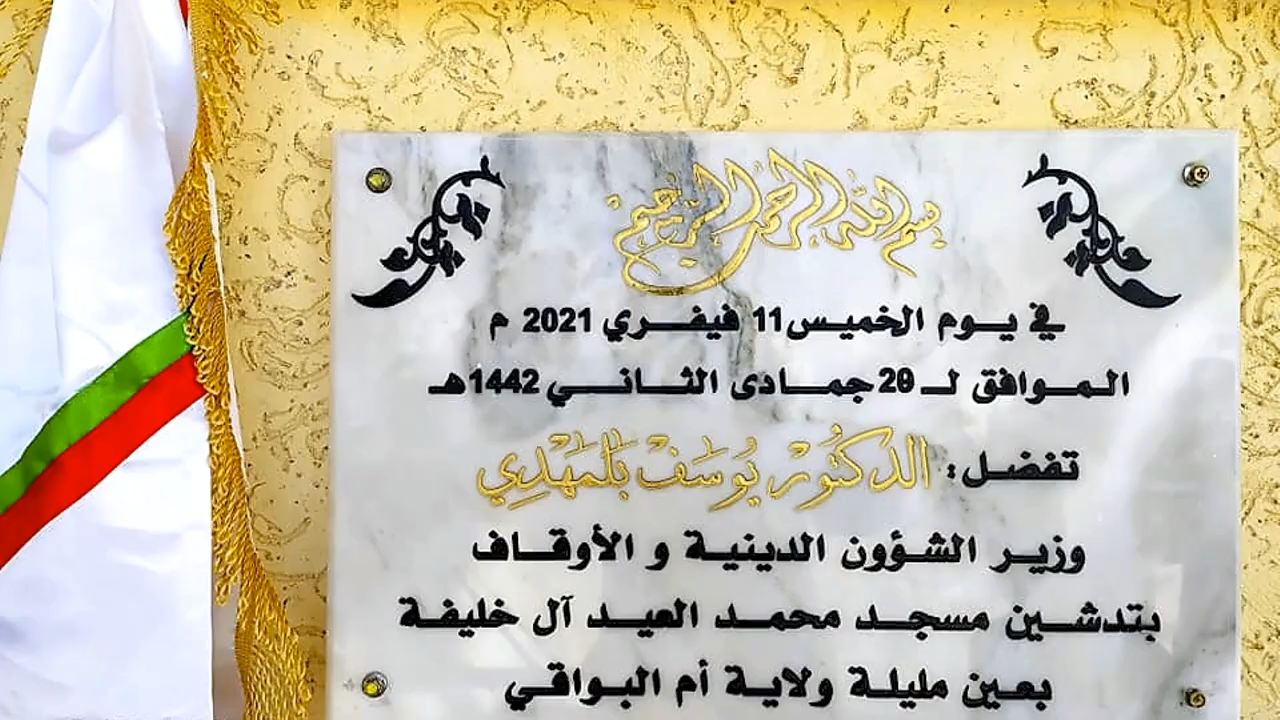 بسم الله الرحمن الرحيم
في يوم الخميس 11 فيفري 2021 م
الموافق لـ 29 جمادى الثاني 1442هـ
تفضل: الدكتور يوسف بلمهدي
وزير الشؤون الدينية و الأوقاف
بتدشين مسجد محمد العيد آل خليفة
بعين مليلة ولاية أم البواقي